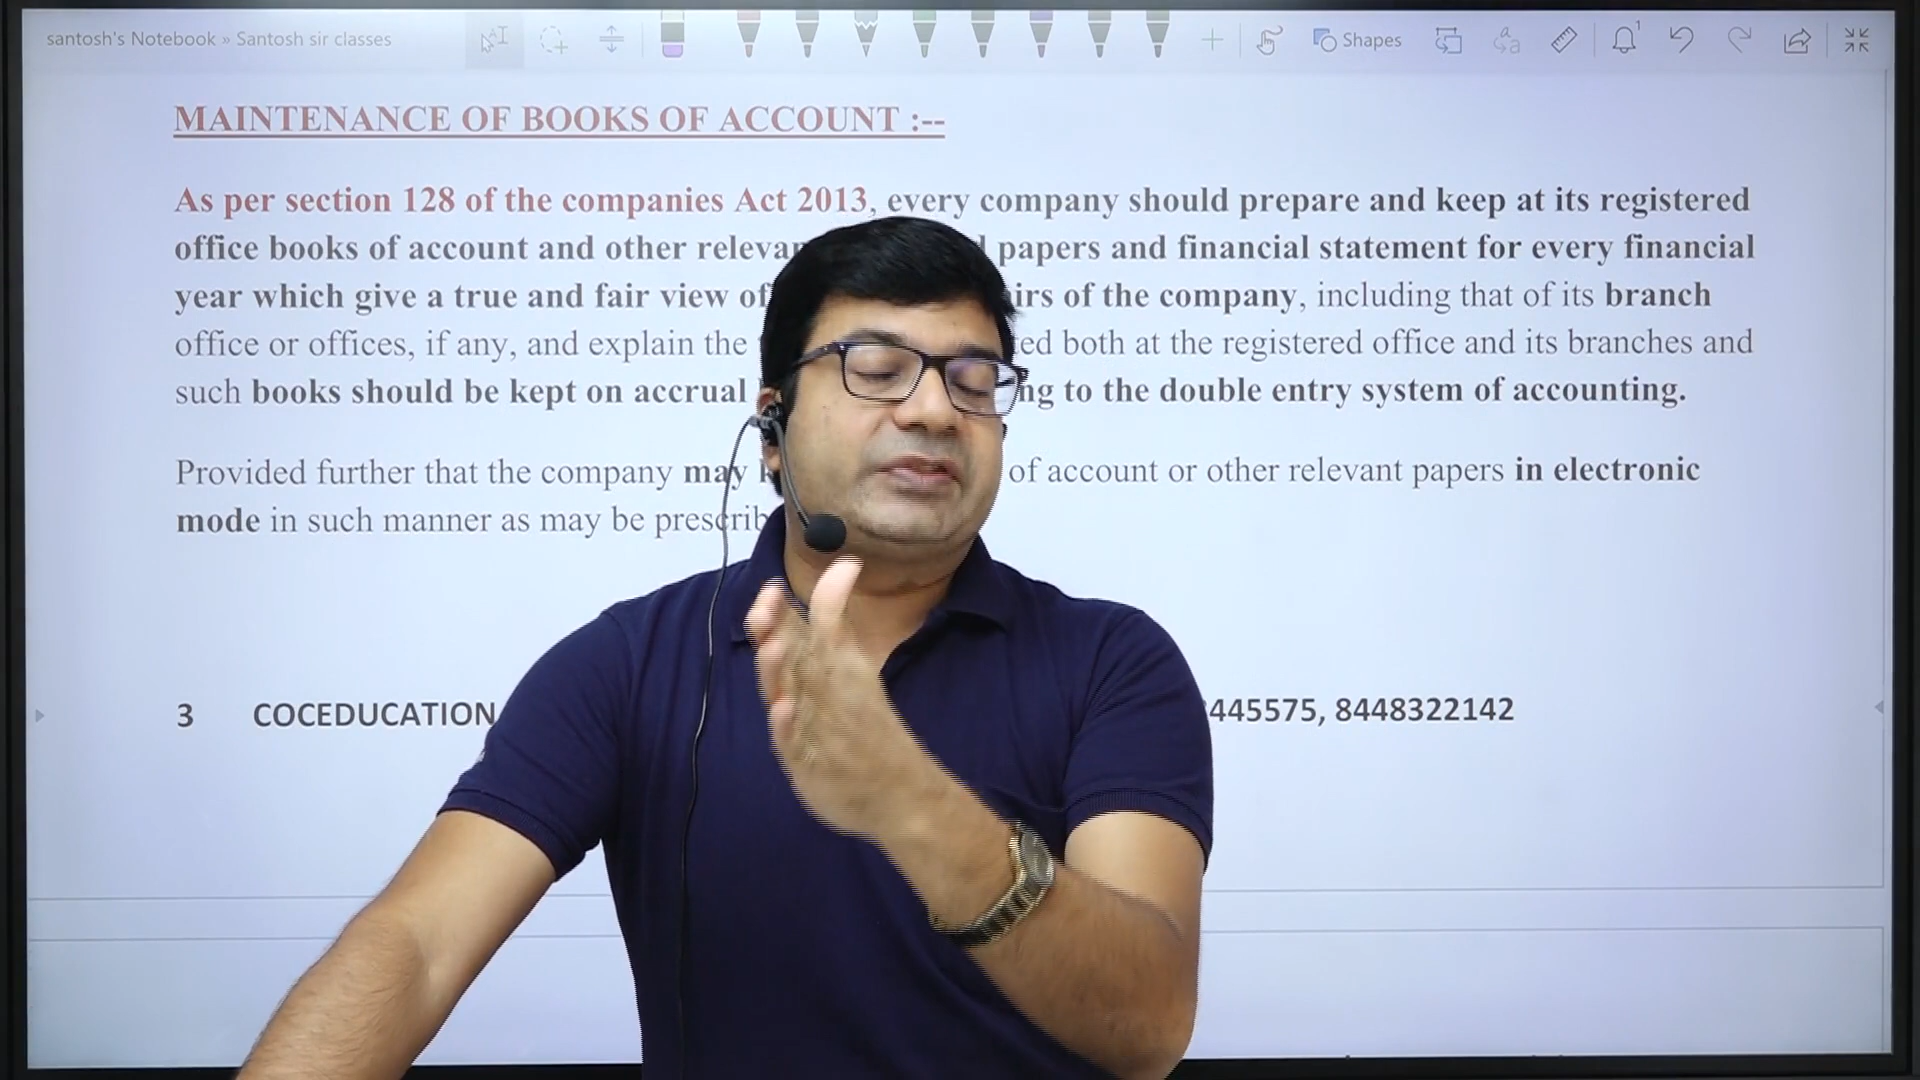 santosh's Notebook » Santosh sir classes
Shapes
MAINTENANCE OF BOOKS OF ACCOUNT :--
As per section 128 of the companies Act 2013, every company should prepare and keep at its registered
office books of account and other papers and financial statement for every financial
year which give a true and fair view of of the company, including that of its branch
office or offices, if any, and explain the both at the registered office and its branches and
such books should be kept on accrual to the double entry system of accounting.
Provided further that the company may of account or other relevant papers in electronic
mode in such manner as may be
3 COCEDUCATION 445575, 8448322142